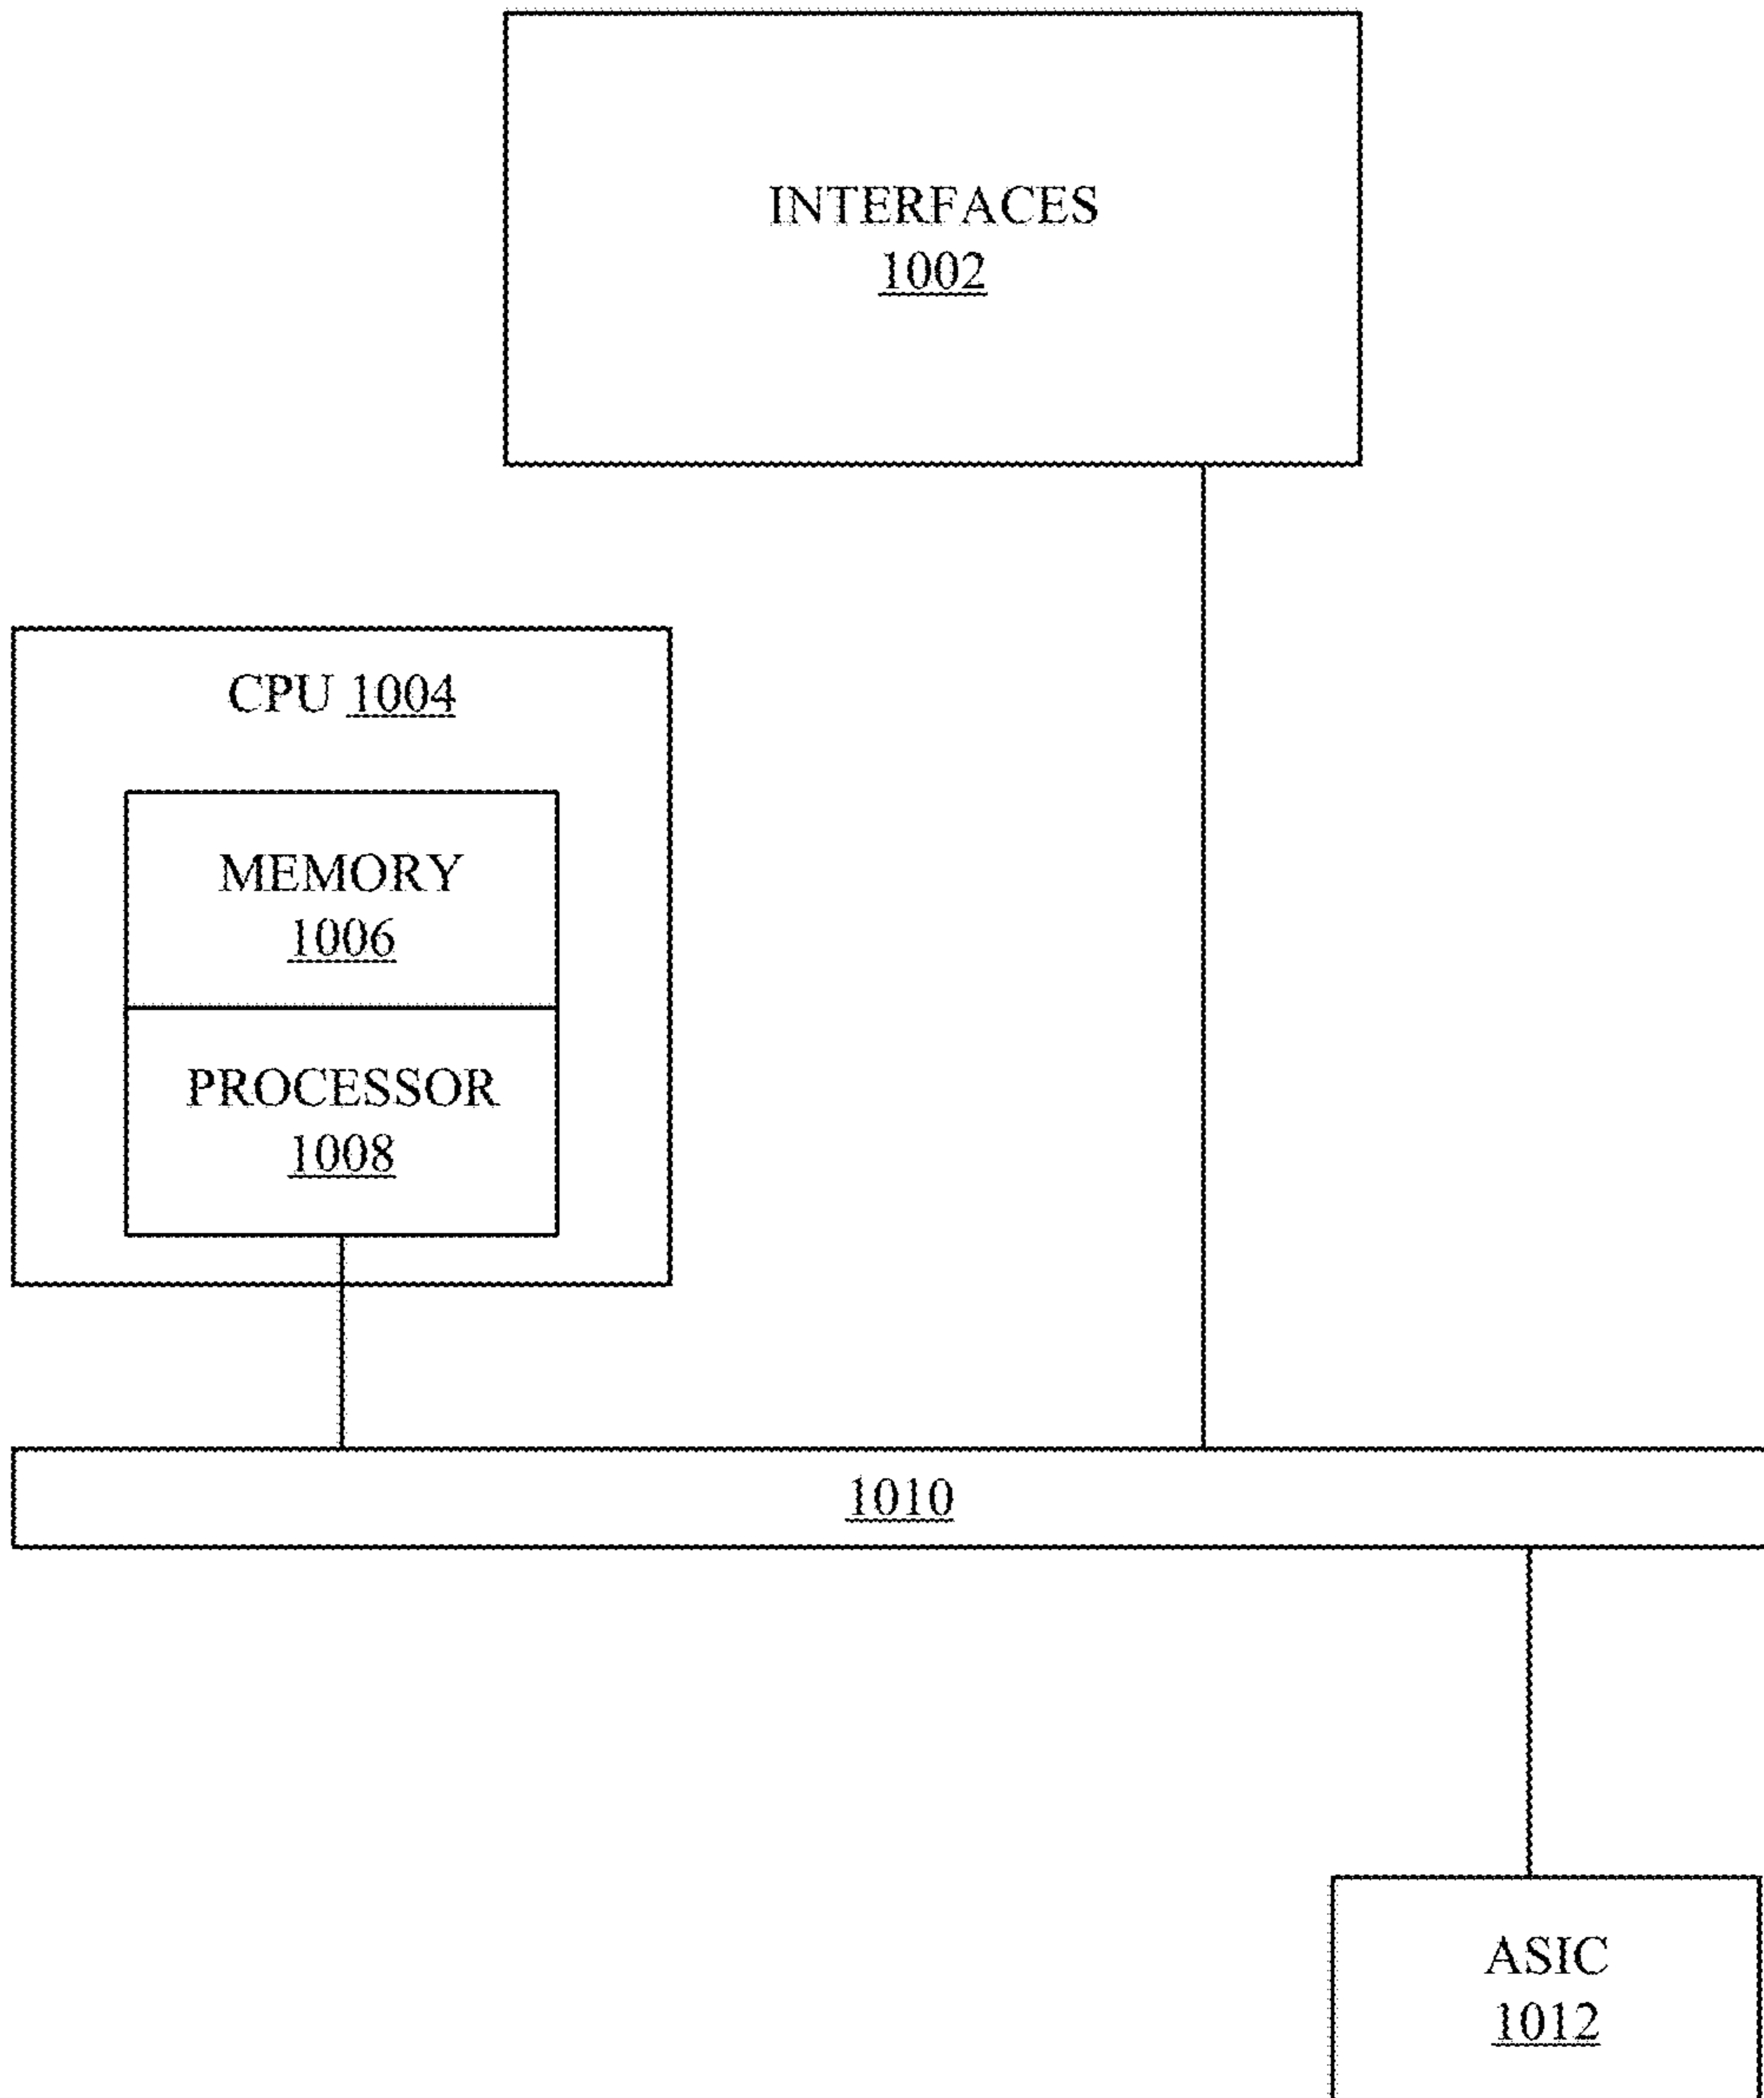 INTERFACES
1002
CPU 1004
MEMORY
1006
PROCESSOR
1008
1010
ASIC
1012